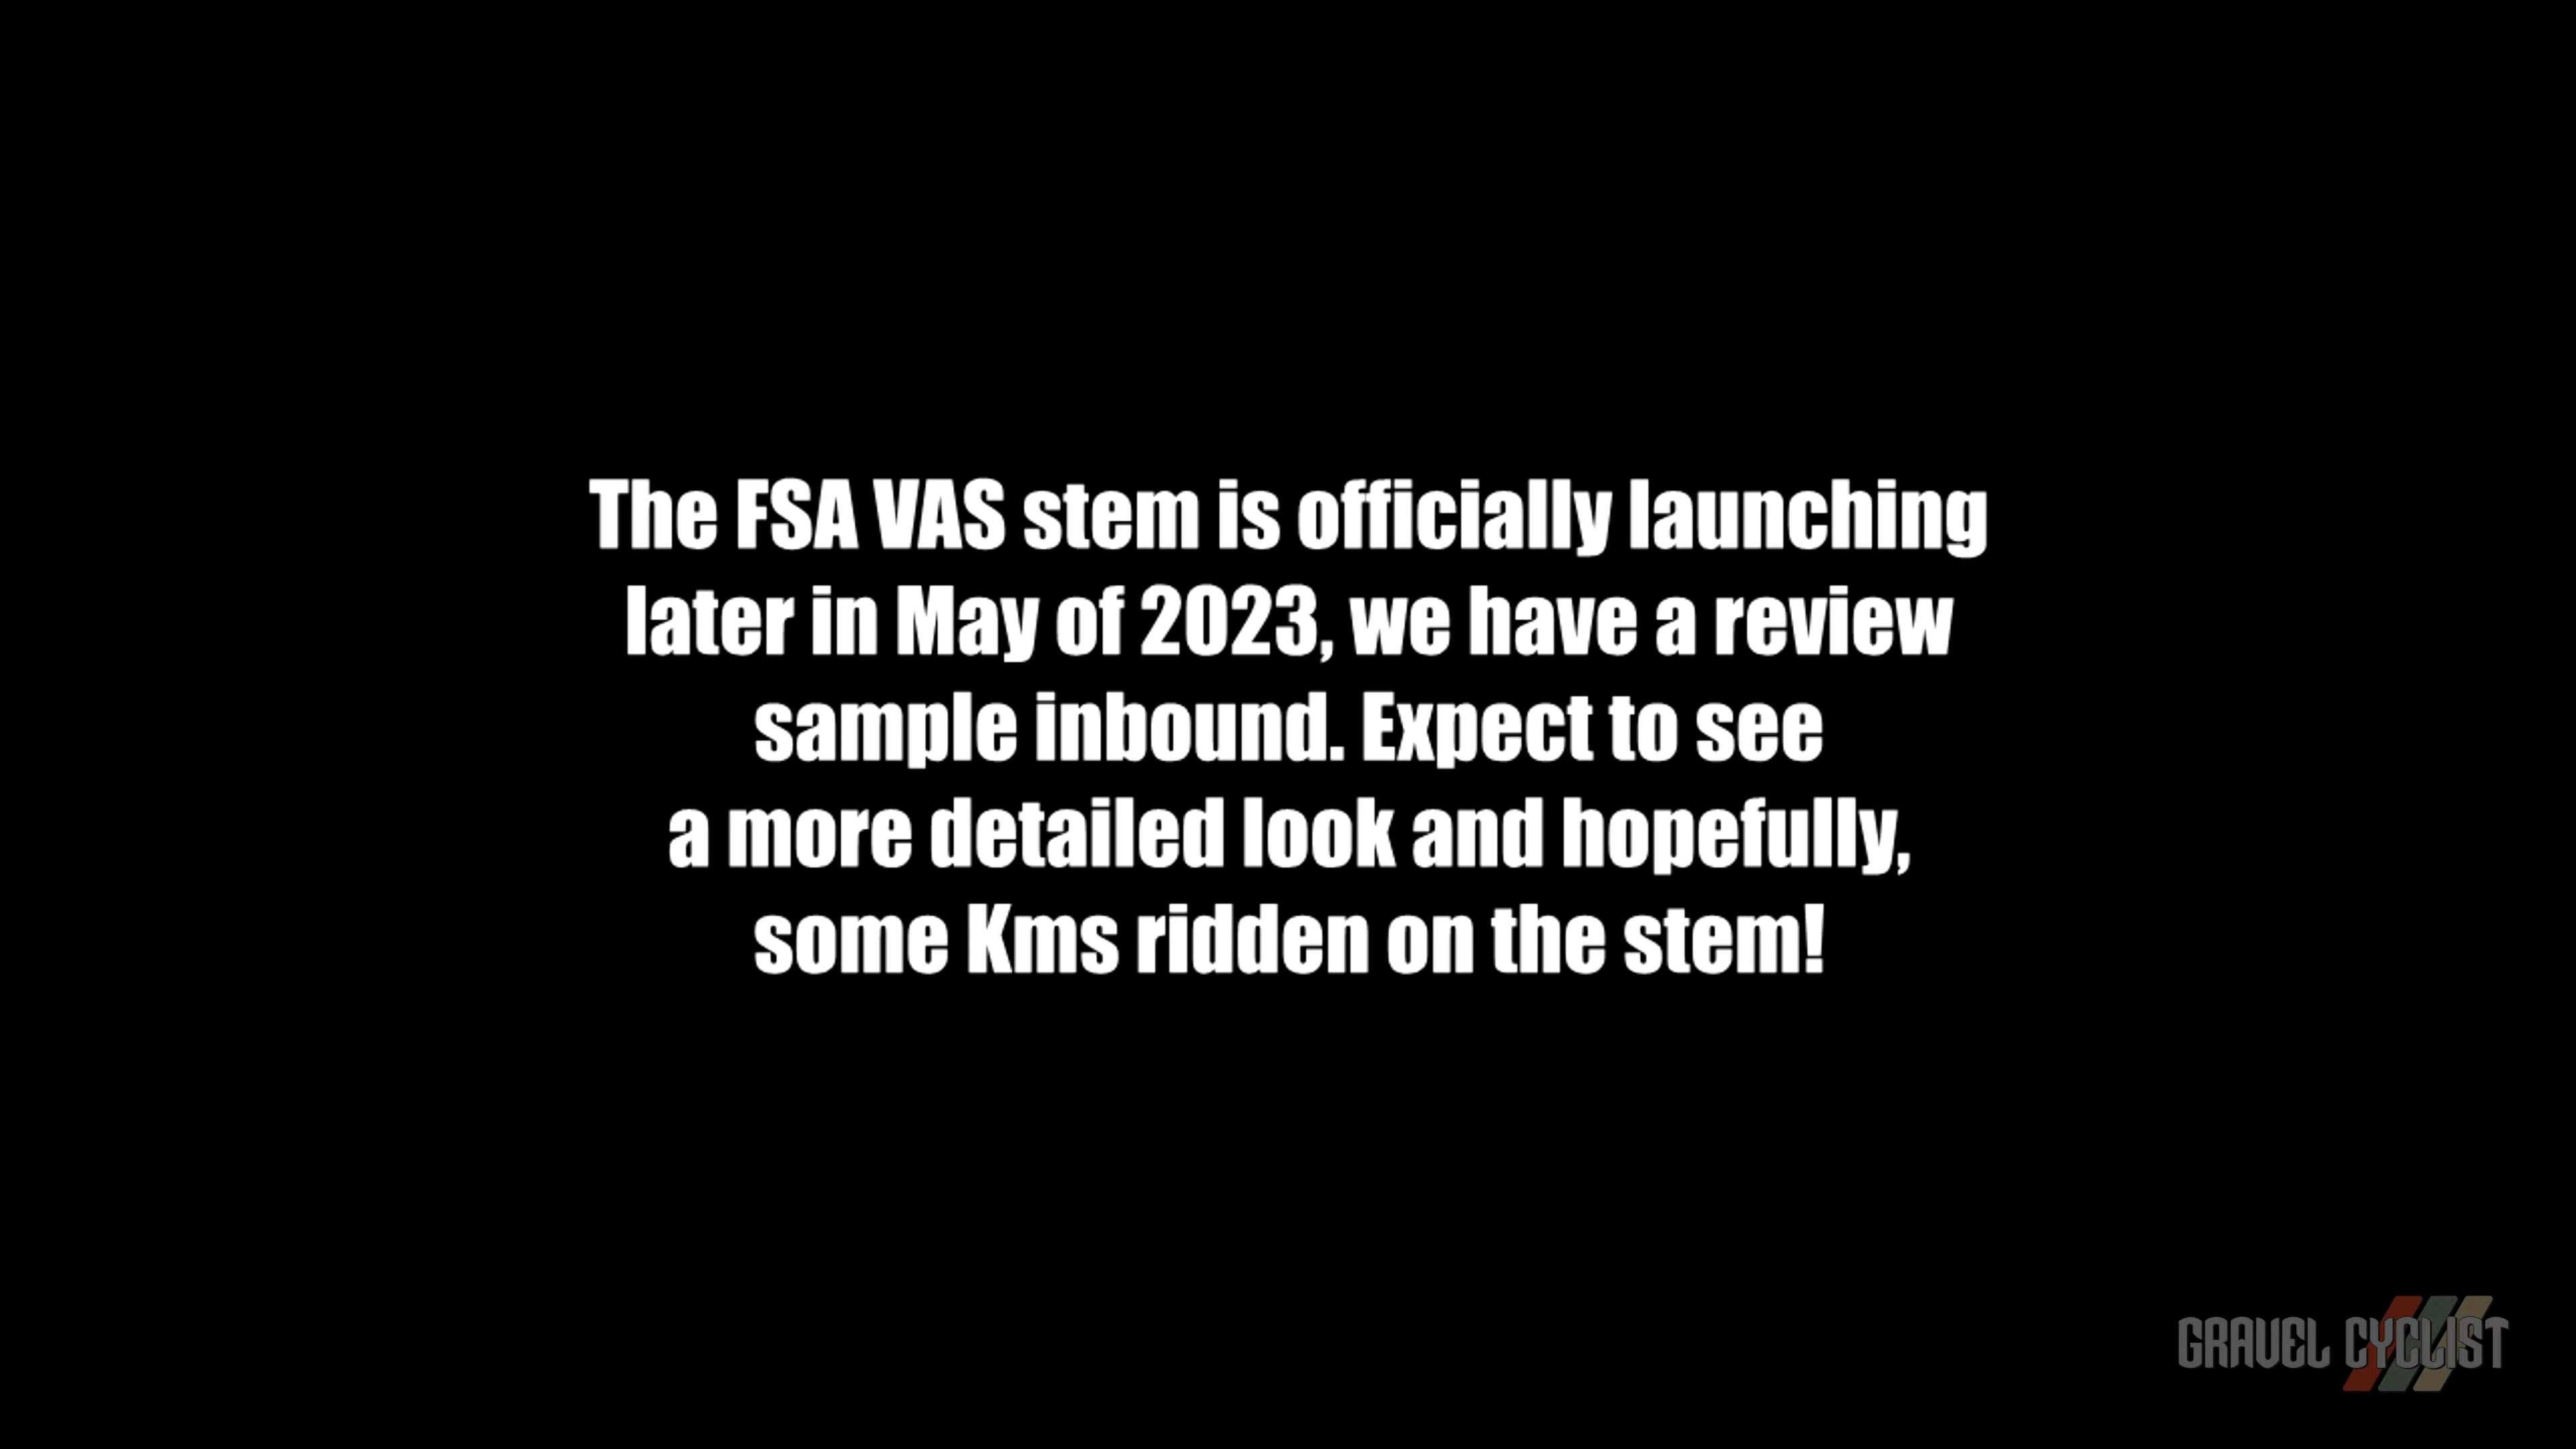 The FSA VAS stem is officially launching
later in May of 2023, we have a review
sample inbound. Expect to see
a more detailed look and hopefully,
some Kms ridden on the stem!
GRAVEL CYCLIST